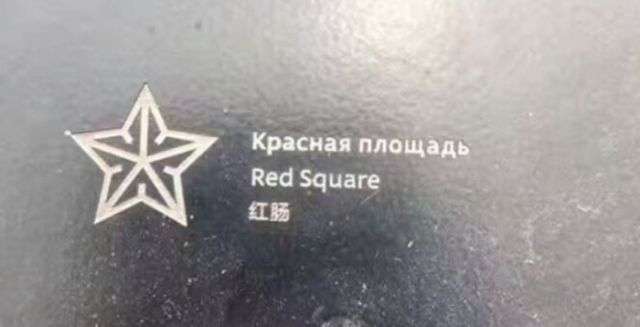 Красная площадь
Red Square
红肠